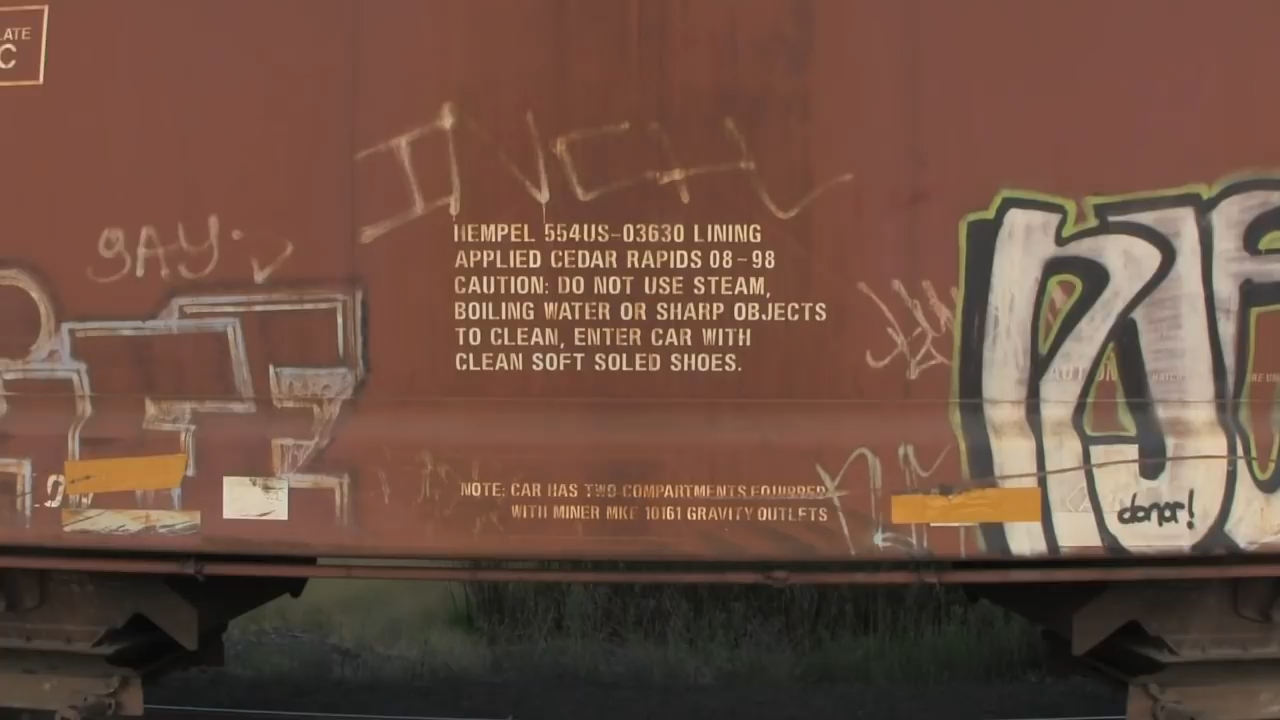 LATE
C
gAY
HEMPEL 554US-03630 LINING
APPLIED CEDAR RAPIDS 08-98
CAUTION: DO NOT USE STEAM,
BOILING WATER OR SHARP OBJECTS
TO CLEAN, ENTER CAR WITH
CLEAN SOFT SOLED SHOES.
NOTE: CAR HAS TWO COMPARTMENTS EQUIPPED
WITH MINER MKE 10161 GRAVITY OUTLETS
donor!